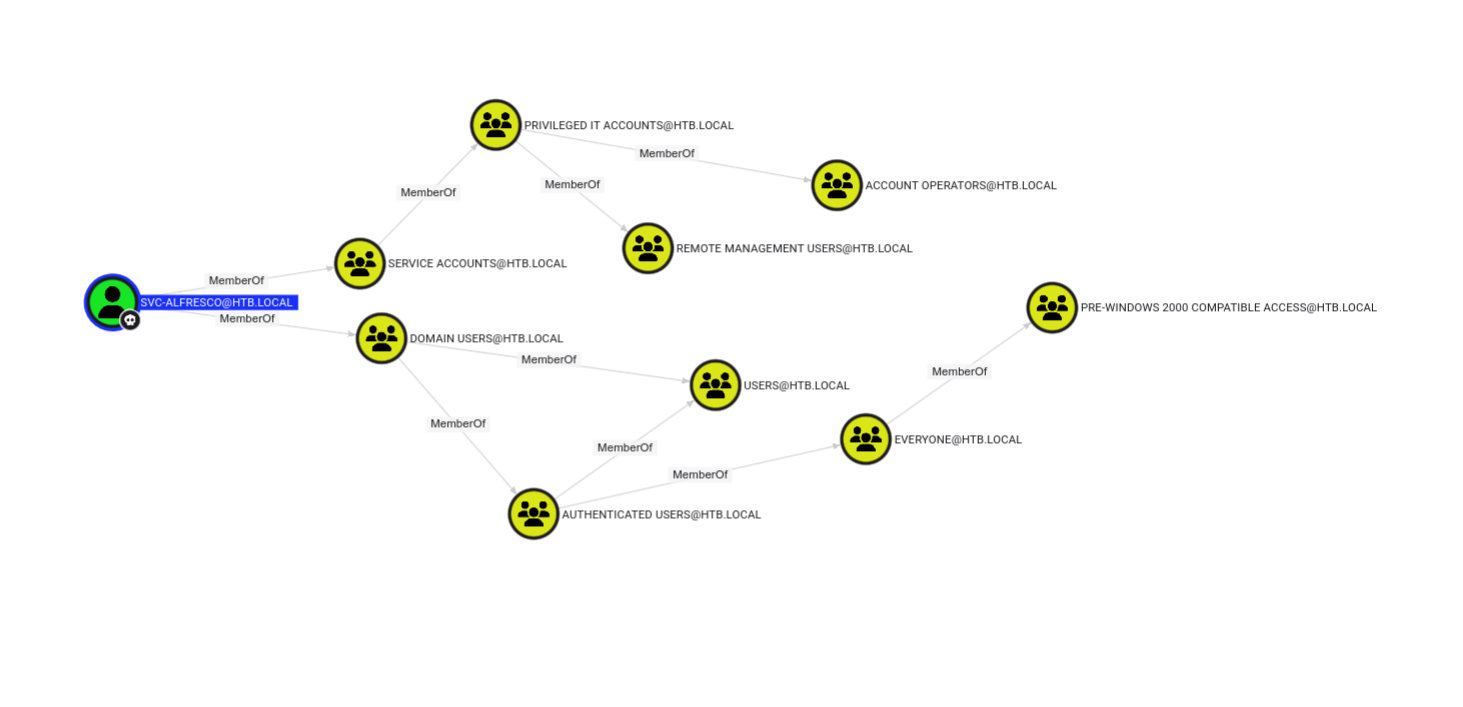 PRIVILEGED IT ACCOUNTS@HTB.LOCAL
MemberOf
ACCOUNT OPERATORS@HTB.LOCAL
MemberOf
MemberOf
REMOTE MANAGEMENT USERS@HTB.LOCAL
SERVICE ACCOUNTS@HTB.LOCAL
MemberOf
SVC-ALFRESCO@HTB.LOCAL
MemberOf
PRE-WINDOWS 2000 COMPATIBLE ACCESS@HTB.LOCAL
DOMAIN USERS@HTB.LOCAL
MemberOf
MemberOf
USERS@HTB.LOCAL
MemberOf
EVERYONE@HTB.LOCAL
MemberOf
MemberOf
AUTHENTICATED USERS@HTB.LOCAL